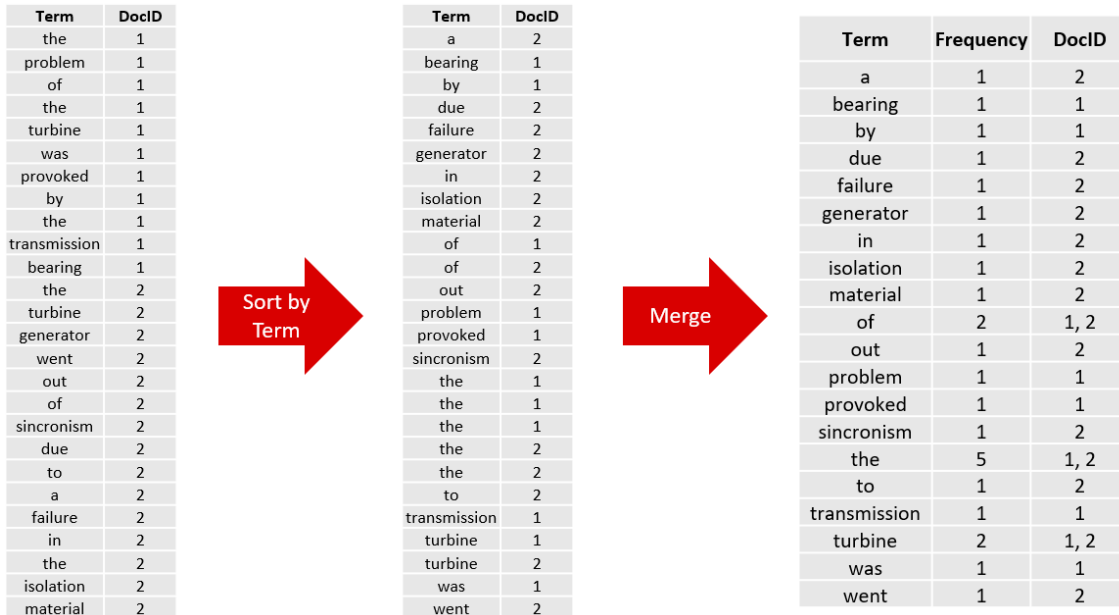 Term DocID
the 1
problem 1
of 1
the 1
turbine 1
was 1
provoked 1
by 1
the 1
transmission 1
bearing 1
the 2
turbine 2
generator 2
went 2
out 2
of 2
sincronism 2
due 2
to 2
a 2
failure 2
in 2
the 2
isolation 2
material 2
Sort by
Term
Term DocID
a 2
bearing 1
by 1
due 2
failure 2
generator 2
in 2
isolation 2
material 2
of 1
of 2
out 2
problem 1
provoked 1
sincronism 2
the 1
the 1
the 1
the 2
the 2
to 2
transmission 1
turbine 1
turbine 2
was 1
went 2
Merge
Term Frequency DocID
a 1 2
bearing 1 1
by 1 1
due 1 2
failure 1 2
generator 1 2
in 1 2
isolation 1 2
material 1 2
of 2 1, 2
out 1 2
problem 1 1
provoked 1 1
sincronism 1 2
the 5 1, 2
to 1 2
transmission 1 1
turbine 2 1, 2
was 1 1
went 1 2